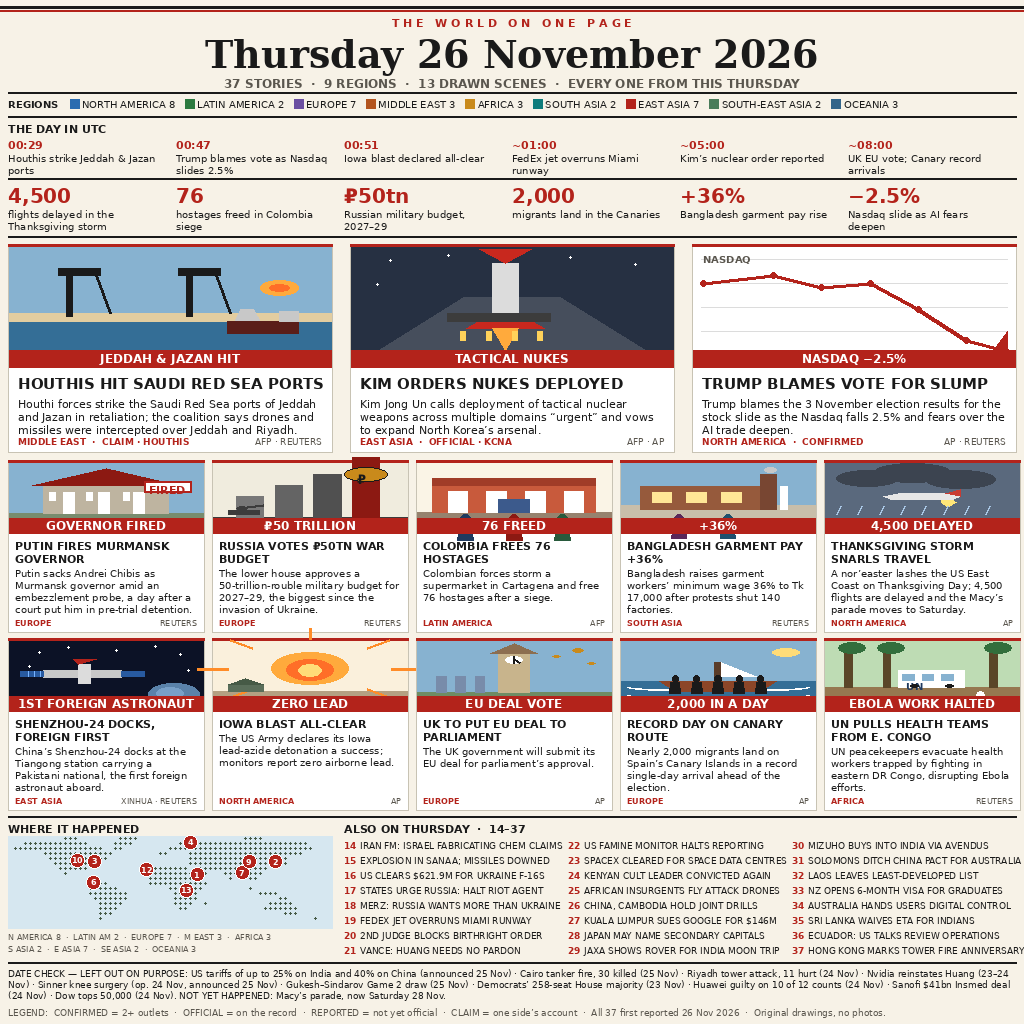 THE WORLD ON ONE PAGE
Thursday 26 November 2026
37 STORIES · 9 REGIONS · 13 DRAWN SCENES · EVERY ONE FROM THIS THURSDAY
REGIONS NORTH AMERICA 8 LATIN AMERICA 2 EUROPE 7 MIDDLE EAST 3 AFRICA 3 SOUTH ASIA 2 EAST ASIA 7 SOUTH-EAST ASIA 2 OCEANIA 3
THE DAY IN UTC
00:29
Houthis strike Jeddah & Jazan
ports
00:47
Trump blames vote as Nasdaq
slides 2.5%
00:51
Iowa blast declared all-clear
~01:00
FedEx jet overruns Miami
runway
~05:00
Kim's nuclear order reported
~08:00
UK EU vote; Canary record
arrivals
4,500
flights delayed in the
Thanksgiving storm
76
hostages freed in Colombia
siege
₽50tn
Russian military budget,
2027–29
2,000
migrants land in the Canaries
+36%
Bangladesh garment pay rise
−2.5%
Nasdaq slide as AI fears
deepen
JEDDAH & JAZAN HIT
HOUTHIS HIT SAUDI RED SEA PORTS
Houthi forces strike the Saudi Red Sea ports of Jeddah
and Jazan in retaliation; the coalition says drones and
missiles were intercepted over Jeddah and Riyadh.
MIDDLE EAST · CLAIM · HOUTHIS AFP · REUTERS
TACTICAL NUKES
KIM ORDERS NUKES DEPLOYED
Kim Jong Un calls deployment of tactical nuclear
weapons across multiple domains “urgent” and vows
to expand North Korea's arsenal.
EAST ASIA · OFFICIAL · KCNA AFP · AP
NASDAQ
NASDAQ −2.5%
TRUMP BLAMES VOTE FOR SLUMP
Trump blames the 3 November election results for the
stock slide as the Nasdaq falls 2.5% and fears over the
AI trade deepen.
NORTH AMERICA · CONFIRMED AP · REUTERS
FIRED
GOVERNOR FIRED
PUTIN FIRES MURMANSK
GOVERNOR
Putin sacks Andrei Chibis as
Murmansk governor amid an
embezzlement probe, a day after a
court put him in pre-trial detention.
EUROPE REUTERS
₽
₽50 TRILLION
RUSSIA VOTES ₽50TN WAR
BUDGET
The lower house approves a
50-trillion-rouble military budget for
2027–29, the biggest since the
invasion of Ukraine.
EUROPE REUTERS
76 FREED
COLOMBIA FREES 76
HOSTAGES
Colombian forces storm a
supermarket in Cartagena and free
76 hostages after a siege.
LATIN AMERICA AFP
+36%
BANGLADESH GARMENT PAY
+36%
Bangladesh raises garment
workers' minimum wage 36% to Tk
17,000 after protests shut 140
factories.
SOUTH ASIA REUTERS
4,500 DELAYED
THANKSGIVING STORM
SNARLS TRAVEL
A nor'easter lashes the US East
Coast on Thanksgiving Day; 4,500
flights are delayed and the Macy's
parade moves to Saturday.
NORTH AMERICA AP
1ST FOREIGN ASTRONAUT
SHENZHOU-24 DOCKS,
FOREIGN FIRST
China's Shenzhou-24 docks at the
Tiangong station carrying a
Pakistani national, the first foreign
astronaut aboard.
EAST ASIA XINHUA · REUTERS
ZERO LEAD
IOWA BLAST ALL-CLEAR
The US Army declares its Iowa
lead-azide detonation a success;
monitors report zero airborne lead.
NORTH AMERICA AP
EU DEAL VOTE
UK TO PUT EU DEAL TO
PARLIAMENT
The UK government will submit its
EU deal for parliament's approval.
EUROPE AP
2,000 IN A DAY
RECORD DAY ON CANARY
ROUTE
Nearly 2,000 migrants land on
Spain's Canary Islands in a record
single-day arrival ahead of the
election.
EUROPE AP
UN
EBOLA WORK HALTED
UN PULLS HEALTH TEAMS
FROM E. CONGO
UN peacekeepers evacuate health
workers trapped by fighting in
eastern DR Congo, disrupting Ebola
efforts.
AFRICA REUTERS
WHERE IT HAPPENED
4
10 3 12 9 2
1 7
6 13
N AMERICA 8 · LATIN AM 2 · EUROPE 7 · M EAST 3 · AFRICA 3
S ASIA 2 · E ASIA 7 · SE ASIA 2 · OCEANIA 3
ALSO ON THURSDAY · 14–37
14 IRAN FM: ISRAEL FABRICATING CHEM CLAIMS
15 EXPLOSION IN SANAA; MISSILES DOWNED
16 US CLEARS $621.9M FOR UKRAINE F-16S
17 STATES URGE RUSSIA: HALT RIOT AGENT
18 MERZ: RUSSIA WANTS MORE THAN UKRAINE
19 FEDEX JET OVERRUNS MIAMI RUNWAY
20 2ND JUDGE BLOCKS BIRTHRIGHT ORDER
21 VANCE: HUANG NEEDS NO PARDON
22 US FAMINE MONITOR HALTS REPORTING
23 SPACEX CLEARED FOR SPACE DATA CENTRES
24 KENYAN CULT LEADER CONVICTED AGAIN
25 AFRICAN INSURGENTS FLY ATTACK DRONES
26 CHINA, CAMBODIA HOLD JOINT DRILLS
27 KUALA LUMPUR SUES GOOGLE FOR $146M
28 JAPAN MAY NAME SECONDARY CAPITALS
29 JAXA SHOWS ROVER FOR INDIA MOON TRIP
30 MIZUHO BUYS INTO INDIA VIA AVENDUS
31 SOLOMONS DITCH CHINA PACT FOR AUSTRALIA
32 LAOS LEAVES LEAST-DEVELOPED LIST
33 NZ OPENS 6-MONTH VISA FOR GRADUATES
34 AUSTRALIA HANDS USERS DIGITAL CONTROL
35 SRI LANKA WAIVES ETA FOR INDIANS
36 ECUADOR: US TALKS REVIEW OPERATIONS
37 HONG KONG MARKS TOWER FIRE ANNIVERSARY
DATE CHECK — LEFT OUT ON PURPOSE: US tariffs of up to 25% on India and 40% on China (announced 25 Nov) · Cairo tanker fire, 30 killed (25 Nov) · Riyadh tower attack, 11 hurt (24 Nov) · Nvidia reinstates Huang (23–24
Nov) · Sinner knee surgery (op. 24 Nov, announced 25 Nov) · Gukesh–Sindarov Game 2 draw (25 Nov) · Democrats' 258-seat House majority (23 Nov) · Huawei guilty on 10 of 12 counts (24 Nov) · Sanofi $41bn Insmed deal
(24 Nov) · Dow tops 50,000 (24 Nov). NOT YET HAPPENED: Macy's parade, now Saturday 28 Nov.
LEGEND: CONFIRMED = 2+ outlets · OFFICIAL = on the record · REPORTED = not yet official · CLAIM = one side's account · All 37 first reported 26 Nov 2026 · Original drawings, no photos.